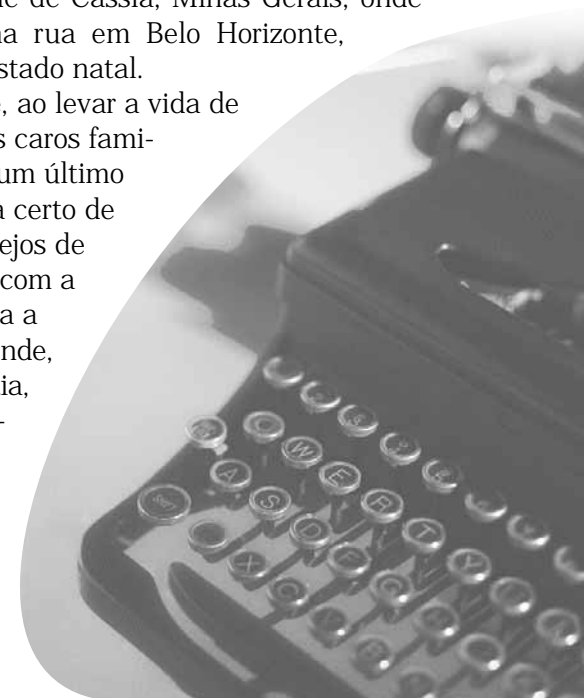 de Cássia, Minas Gerais, onde
na rua em Belo Horizonte,
stado natal.
, ao levar a vida de
s caros fami-
um último
a certo de
ejos de
com a
a a
nde,
ia,
-
W E R T Y
A S D
X